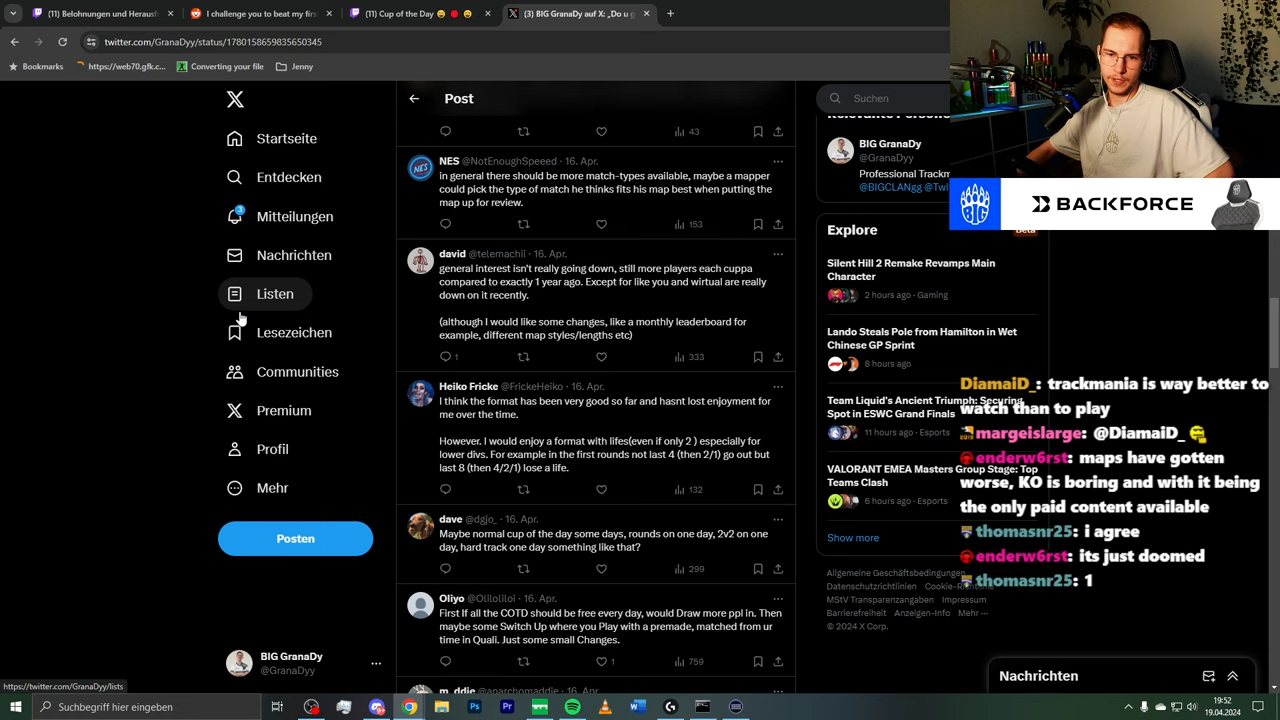 (11) Belohnungen und Herausf
I challenge you to beat my firs
(11) Cup of the Day
(3) BIG GranaDy auf X: „Do u g
twitter.com/GranaDyy/status/1780158659835650345
Bookmarks
https://web70.gfk.c...
Converting your file
Jenny
Startseite
Entdecken
3
Mitteilungen
Nachrichten
Listen
Lesezeichen
Communities
Premium
Profil
Mehr
Posten
BIG GranaDy
@GranaDyy
https://twitter.com/GranaDyy/lists
Post
43
NES @NotEnoughSpeeed · 16. Apr.
in general there should be more match-types available, maybe a mapper
could pick the type of match he thinks fits his map best when putting the
map up for review.
153
david @telemachii · 16. Apr.
general interest isn't really going down, still more players each cuppa
compared to exactly 1 year ago. Except for like you and wirtual are really
down on it recently.
(although I would like some changes, like a monthly leaderboard for
example, different map styles/lengths etc)
1
333
Heiko Fricke @FrickeHeiko · 16. Apr.
I think the format has been very good so far and hasnt lost enjoyment for
me over the time.
However. I would enjoy a format with lifes(even if only 2 ) especially for
lower divs. For example in the first rounds not last 4 (then 2/1) go out but
last 8 (then 4/2/1) lose a life.
132
dave @dgjo_ · 16. Apr.
Maybe normal cup of the day some days, rounds on one day, 2v2 on one
day, hard track one day something like that?
299
Oliyo @Oliloliloi · 16. Apr.
First If all the COTD should be free every day, would Draw more ppl in. Then
maybe some Switch Up where you Play with a premade, matched from ur
time in Quali. Just some small Changes.
1
759
m_ddie @anarchomaddie · 16. Apr.
Suchen
BIG GranaDy
@GranaDyy
Professional Trackm
@BIGCLANgg @Twi
Explore
Beta
Silent Hill 2 Remake Revamps Main
Character
2 hours ago · Gaming
Lando Steals Pole from Hamilton in Wet
Chinese GP Sprint
8 hours ago
Team Liquid's Ancient Triumph: Securing
Spot in ESWC Grand Finals
11 hours ago · Esports
VALORANT EMEA Masters Group Stage: Top
Teams Clash
6 hours ago · Esports
Show more
Allgemeine Geschäftsbedingungen
Datenschutzrichtlinien Cookie-Richtlinie
MStV Transparenzangaben Impressum
Barrierefreiheit Anzeigen-Info Mehr ···
© 2024 X Corp.
BIG
BACKFORCE
DiamaiD_: trackmania is way better to
watch than to play
margeislarge: @DiamaiD_
enderw6rst: maps have gotten
worse, KO is boring and with it being
the only paid content available
thomasnr25: i agree
enderw6rst: its just doomed
thomasnr25: 1
Nachrichten
Suchbegriff hier eingeben
19:52
19.04.2024